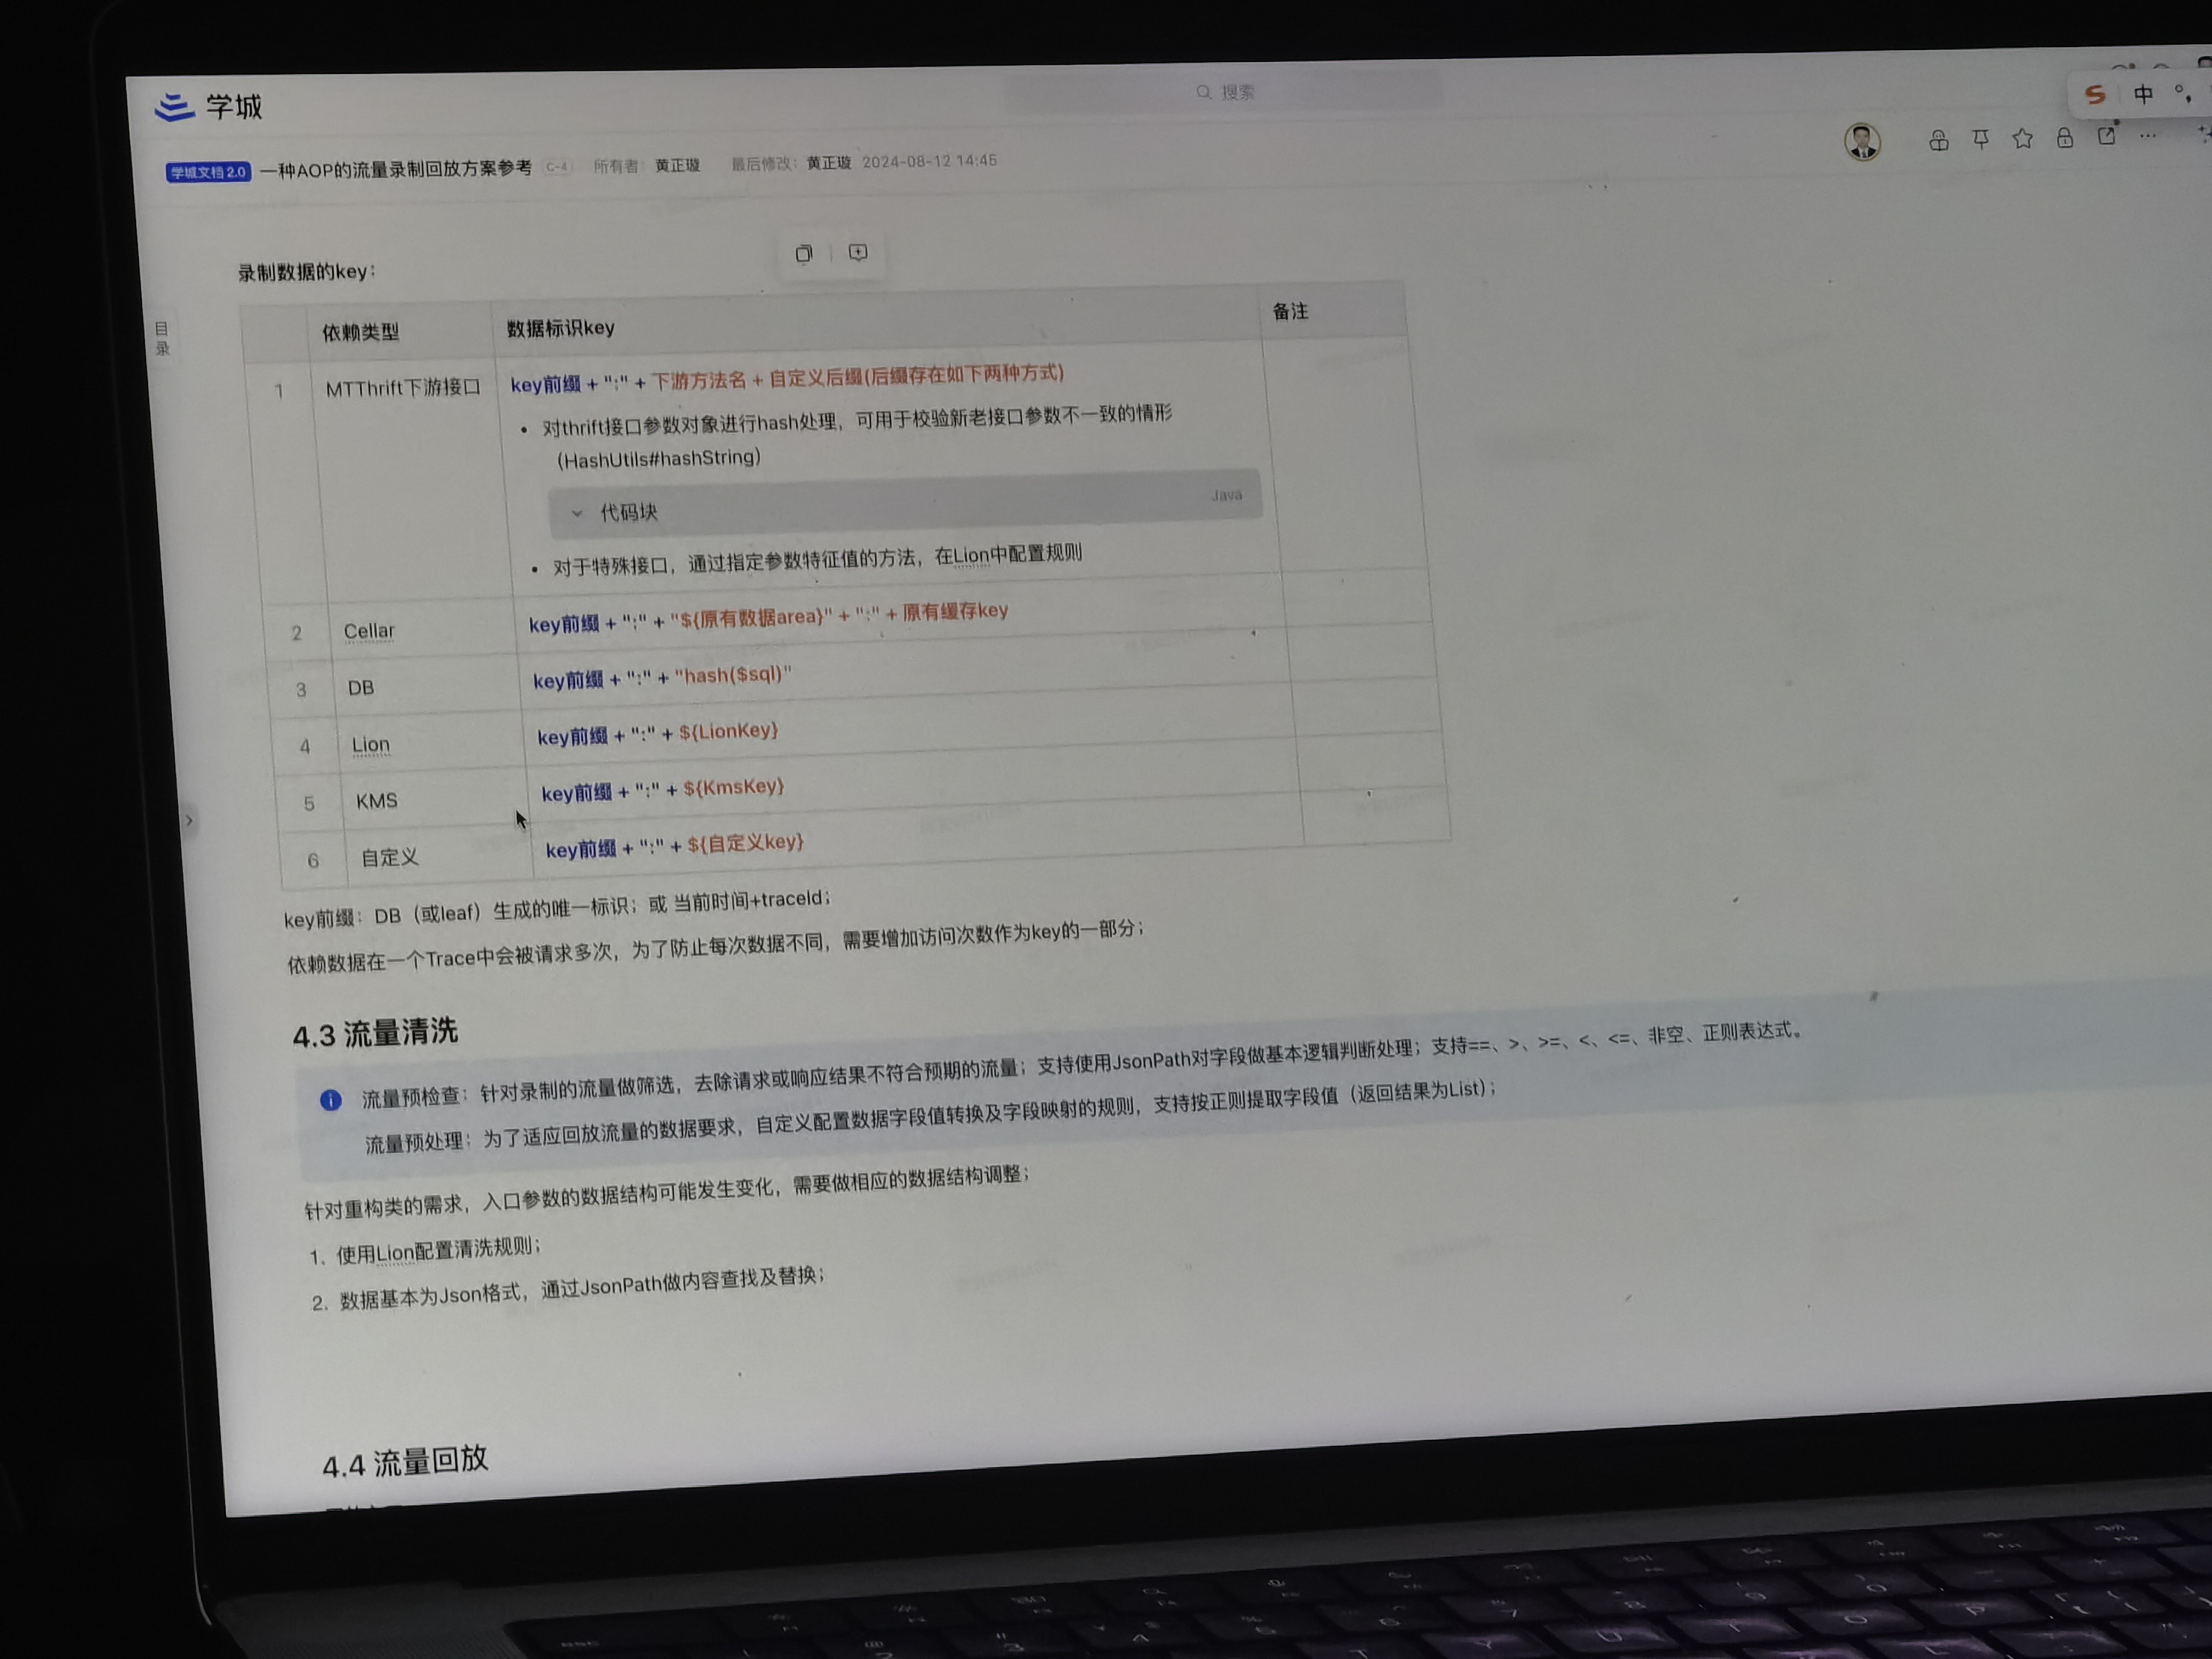 学城
搜索
中
学城文档 2.0 一种AOP的流量录制回放方案参考 C-4 所有者: 黄正璇 最后修改: 黄正璇 2024-08-12 14:45
目录
录制数据的key：
依赖类型 数据标识key 备注
1 MTThrift下游接口 key前缀 + ":" + 下游方法名 + 自定义后缀(后缀存在如下两种方式)
• 对thrift接口参数对象进行hash处理，可用于校验新老接口参数不一致的情形
（HashUtils#hashString）
代码块 Java
• 对于特殊接口，通过指定参数特征值的方法，在Lion中配置规则
2 Cellar key前缀 + ":" + "${原有数据area}" + ":" + 原有缓存key
3 DB key前缀 + ":" + "hash($sql)"
4 Lion key前缀 + ":" + ${LionKey}
5 KMS key前缀 + ":" + ${KmsKey}
6 自定义 key前缀 + ":" + ${自定义key}
key前缀：DB（或leaf）生成的唯一标识；或 当前时间+traceId；
依赖数据在一个Trace中会被请求多次，为了防止每次数据不同，需要增加访问次数作为key的一部分；
4.3 流量清洗
流量预检查：针对录制的流量做筛选，去除请求或响应结果不符合预期的流量；支持使用JsonPath对字段做基本逻辑判断处理；支持==、>、>=、<、<=、非空、正则表达式。
流量预处理：为了适应回放流量的数据要求，自定义配置数据字段值转换及字段映射的规则，支持按正则提取字段值（返回结果为List）；
针对重构类的需求，入口参数的数据结构可能发生变化，需要做相应的数据结构调整；
1. 使用Lion配置清洗规则；
2. 数据基本为Json格式，通过JsonPath做内容查找及替换；
4.4 流量回放